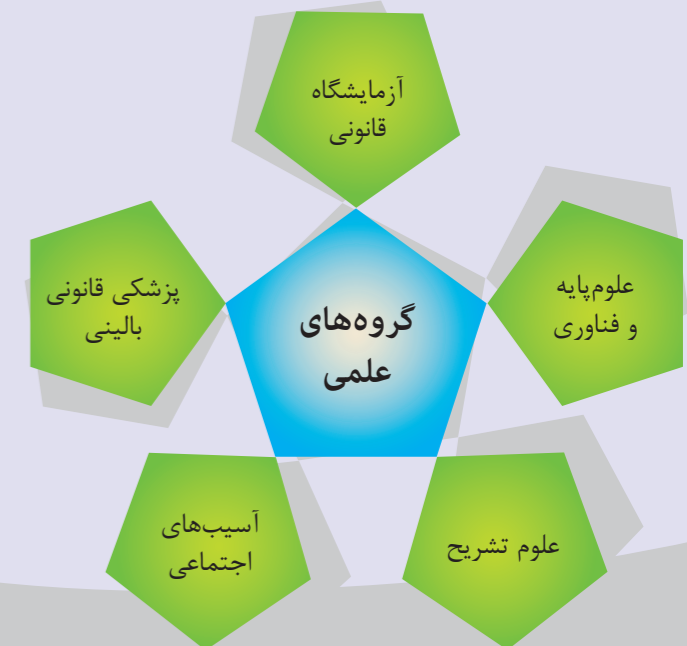 آزمایشگاه
قانونی
علوم‌پایه
و فناوری
پزشکی قانونی
بالینی
گروه‌های
علمی
علوم تشریح
آسیب‌های
اجتماعی